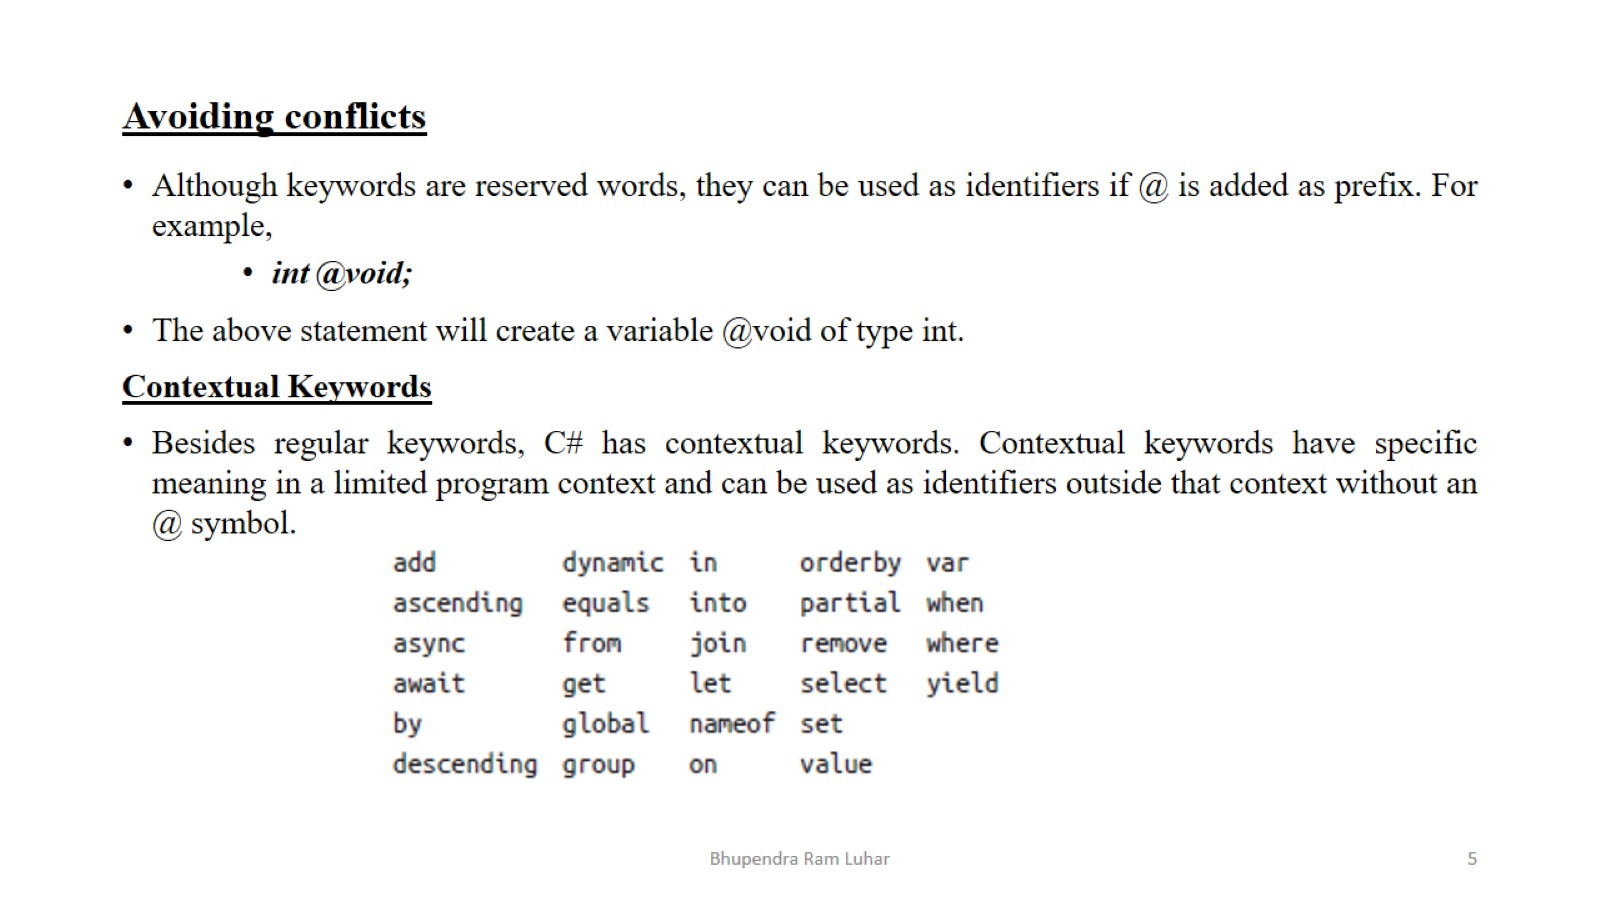 Avoiding conflicts
• Although keywords are reserved words, they can be used as identifiers if @ is added as prefix. For
example,
• int @void;
• The above statement will create a variable @void of type int.
Contextual Keywords
• Besides regular keywords, C# has contextual keywords. Contextual keywords have specific
meaning in a limited program context and can be used as identifiers outside that context without an
@ symbol.
add dynamic in orderby var
ascending equals into partial when
async from join remove where
await get let select yield
by global nameof set
descending group on value
Bhupendra Ram Luhar 5